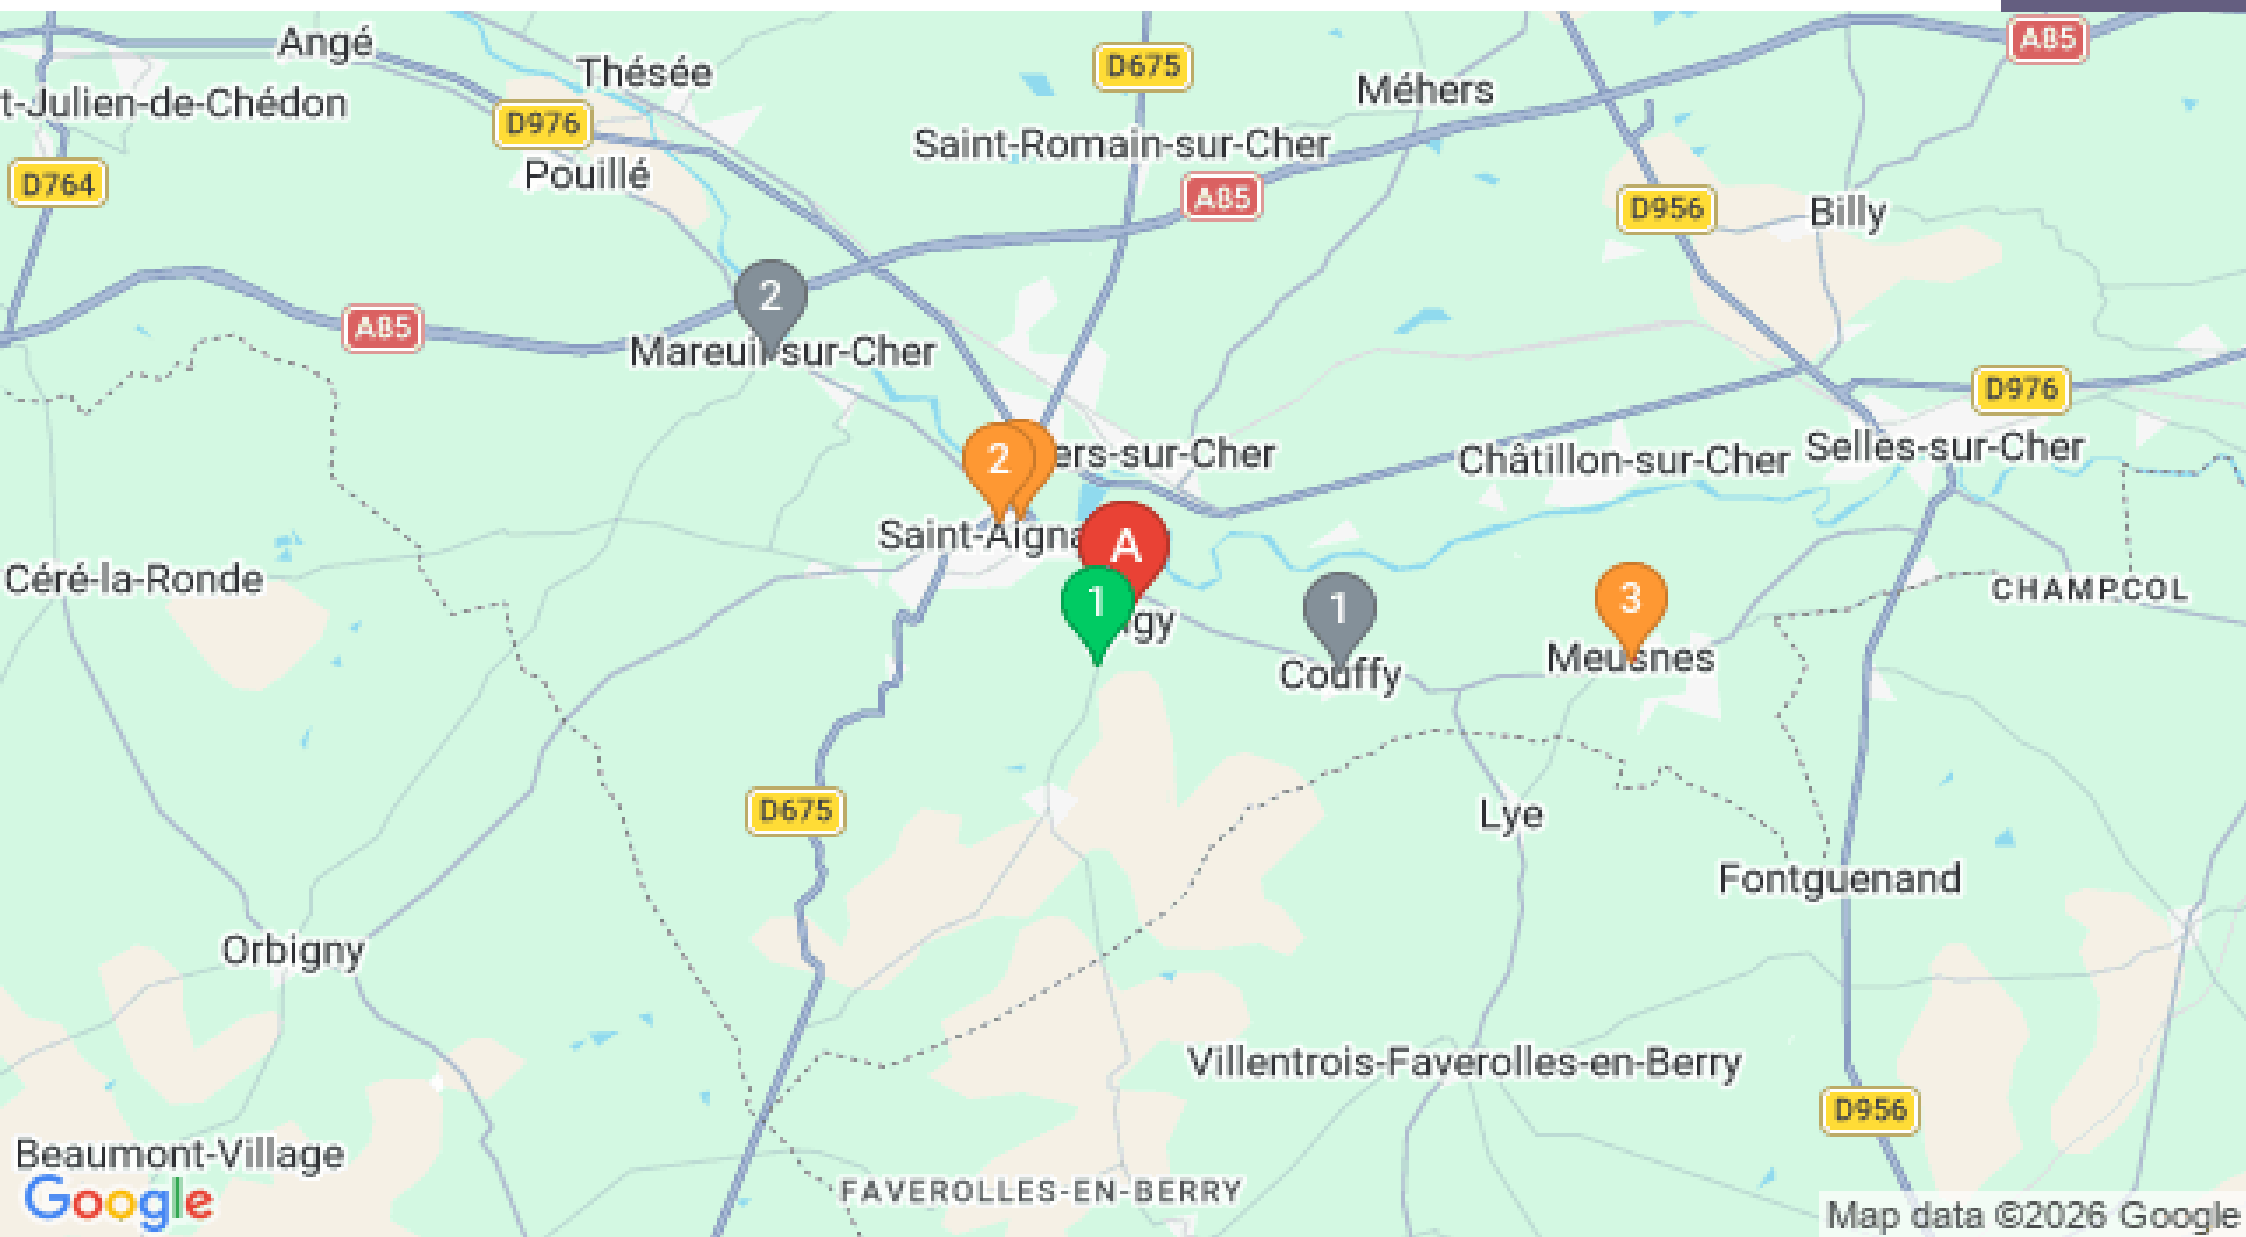 Angé
Thésée
D675
A85
t-Julien-de-Chédon
D976
Méhers
Saint-Romain-sur-Cher
D764
Pouillé
A85
D956
Billy
2
A85
Mareuil-sur-Cher
D976
2
ers-sur-Cher
Châtillon-sur-Cher
Selles-sur-Cher
Saint-Aigna
A
Céré-la-Ronde
1
1
3
CHAMPCOL
gy
Couffy
Meusnes
D675
Lye
Fontguenand
Orbigny
Villentrois-Faverolles-en-Berry
D956
Beaumont-Village
FAVEROLLES-EN-BERRY
Google
Map data ©2026 Google